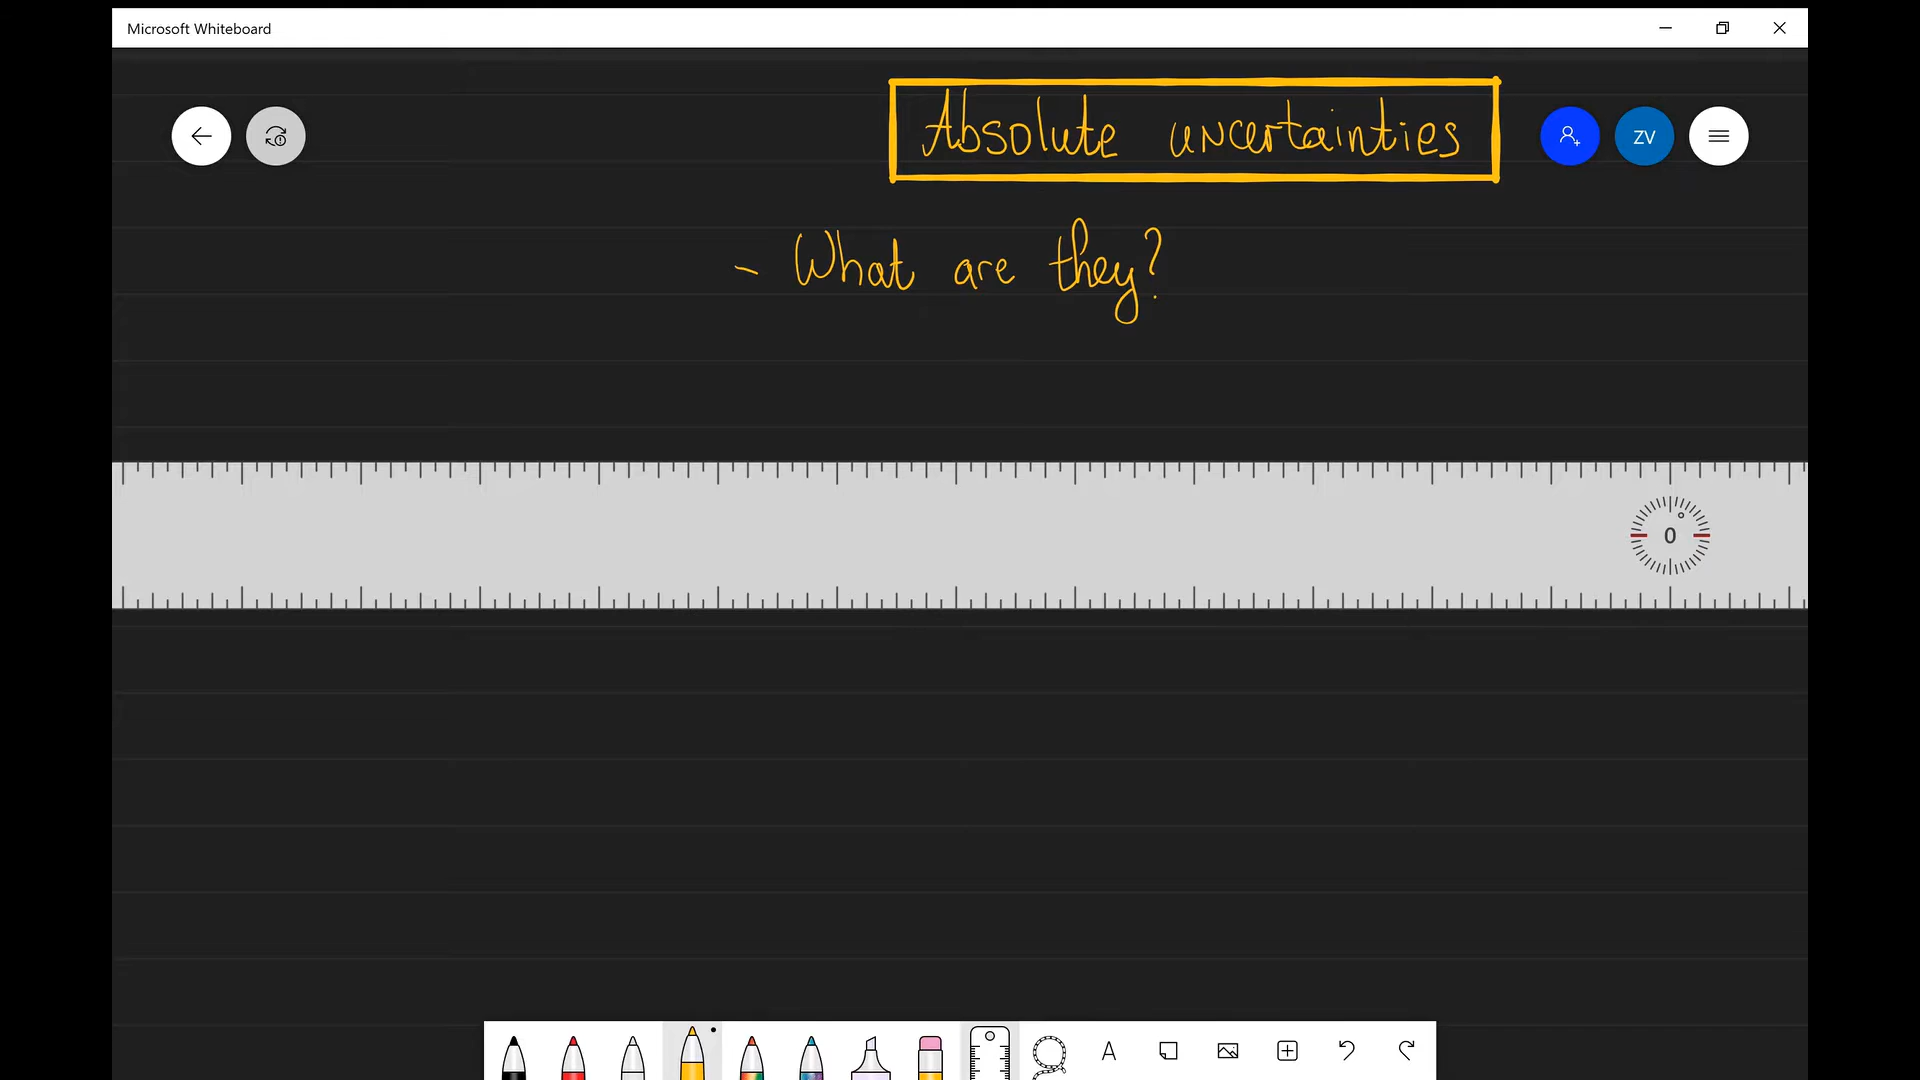 Microsoft Whiteboard
Absolute uncertainties
ZV
- What are they?
0°
A